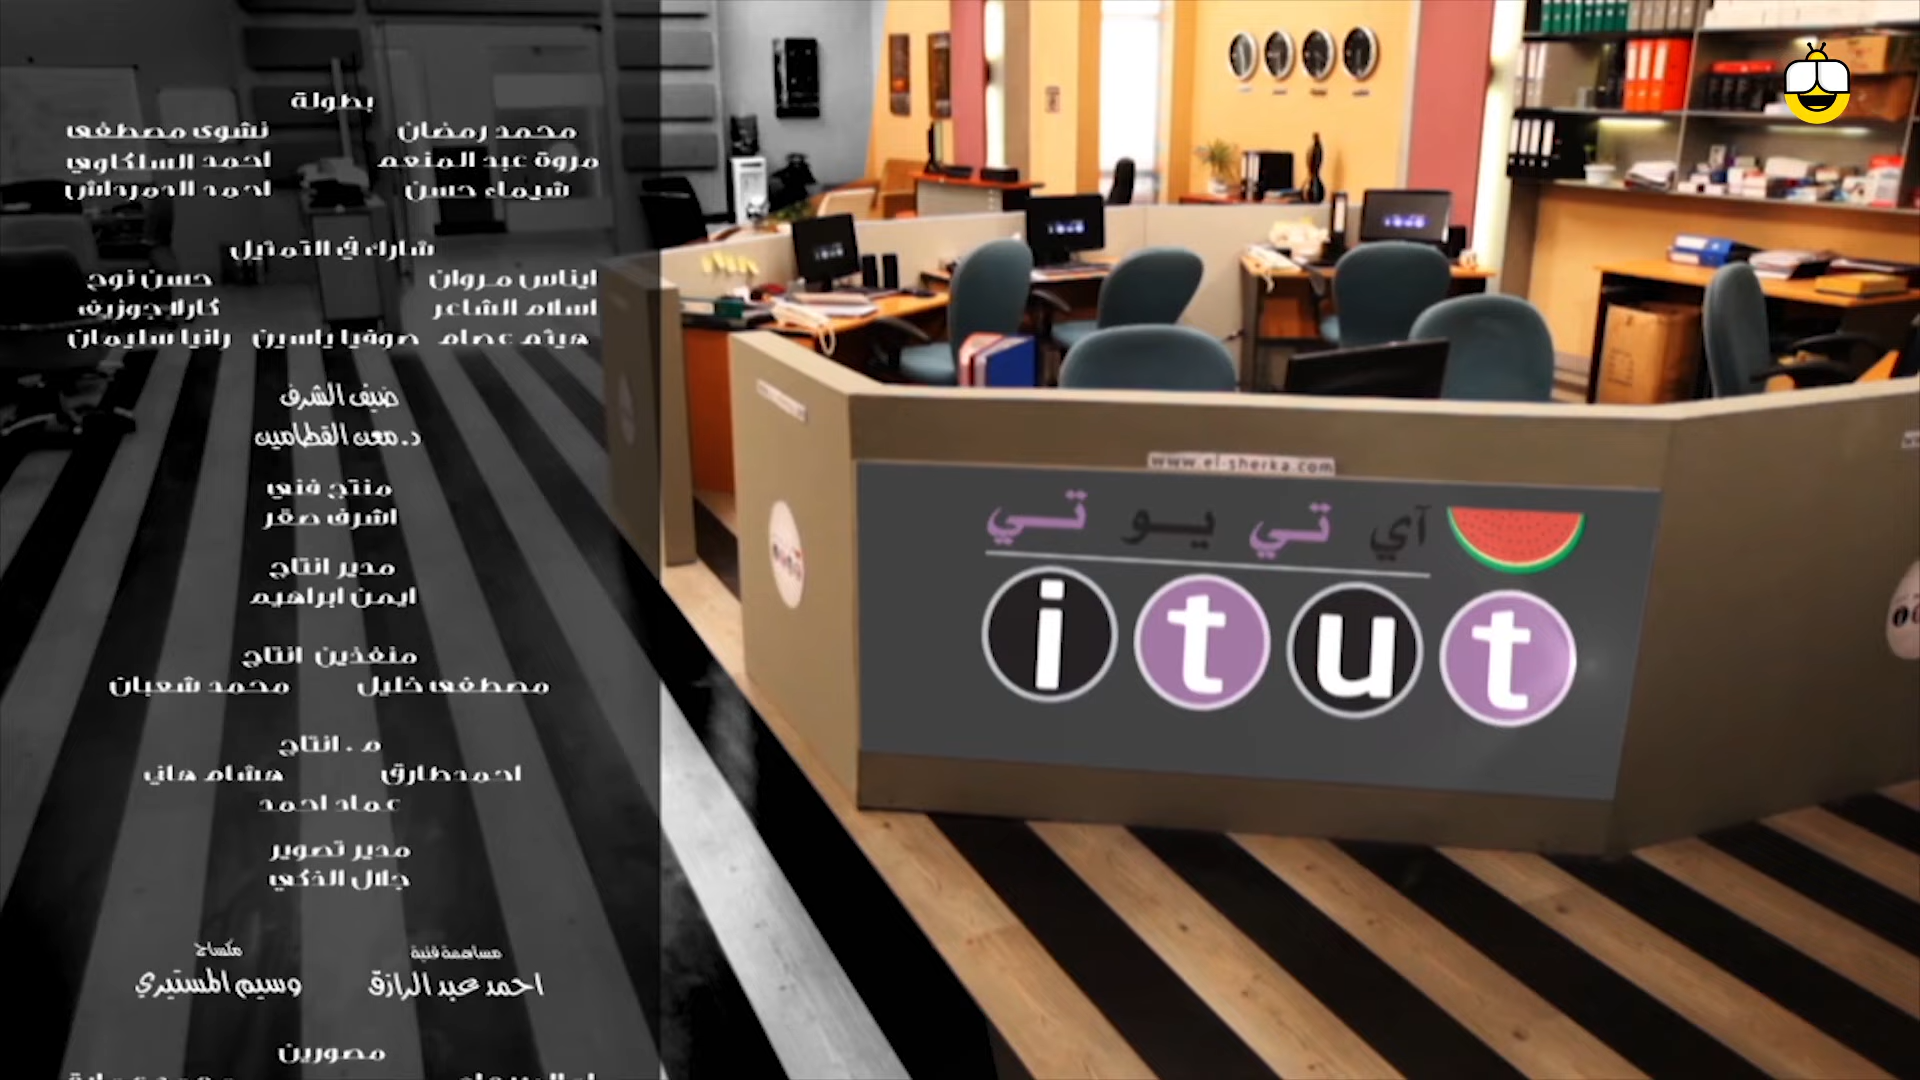 بطولة
محمد رمضان نشوى مصطفى
مروة عبد المنعم احمد السلكاوي
شيماء حسن احمد الدمرداش
شارك في التمثيل
ايناس مروان حسن نوح
اسلام الشاعر كارلا جوزيف
هيثم عصام صوفيا ياسين رانيا سليمان
ضيف الشرف
د. معن القطامين
منتج فنى
اشرف صقر
مدير انتاج
ايمن ابراهيم
منفذين انتاج
مصطفى خليل محمد شعبان
م . انتاج
احمد طارق هشام هاني
عماد احمد
مدير تصوير
جلال الذكي
مساهمة فنية مكساج
احمد عبد الرازق وسيم المستيري
مصورين
www.el-sherka.com
آي تي يو تي
itut